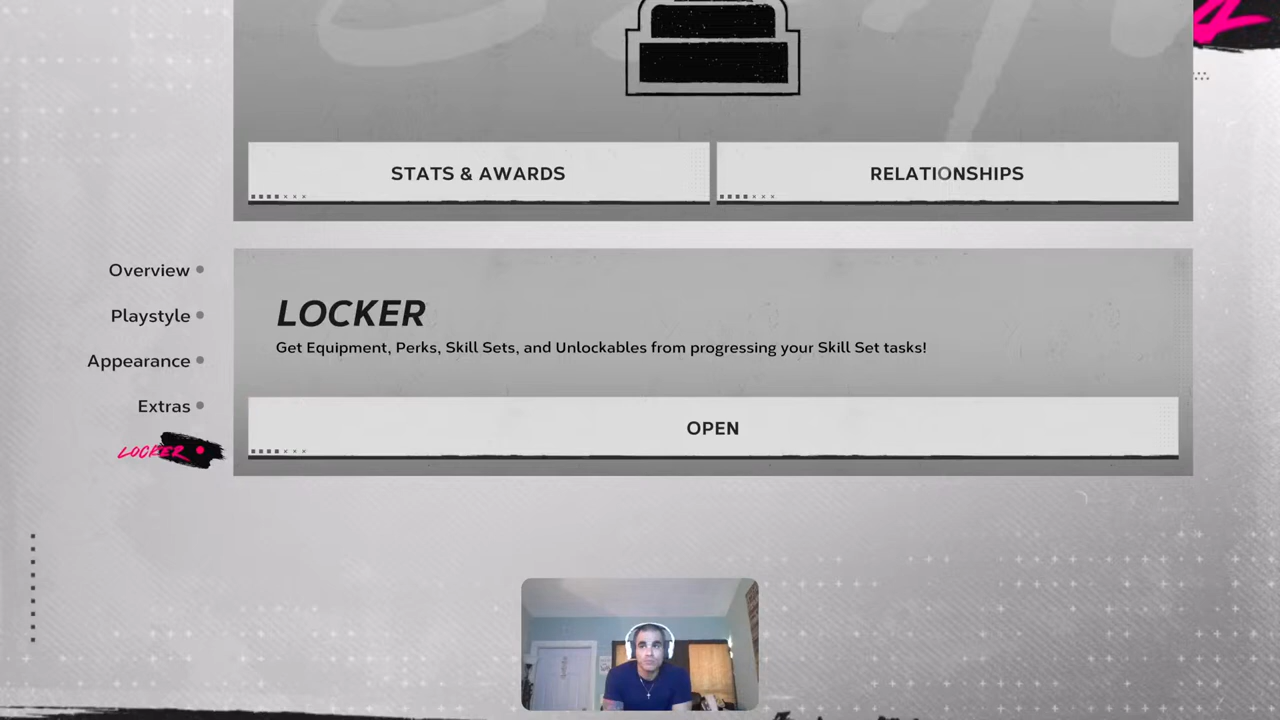 STATS & AWARDS
RELATIONSHIPS
Overview
Playstyle
Appearance
Extras
LOCKER
LOCKER
Get Equipment, Perks, Skill Sets, and Unlockables from progressing your Skill Set tasks!
OPEN